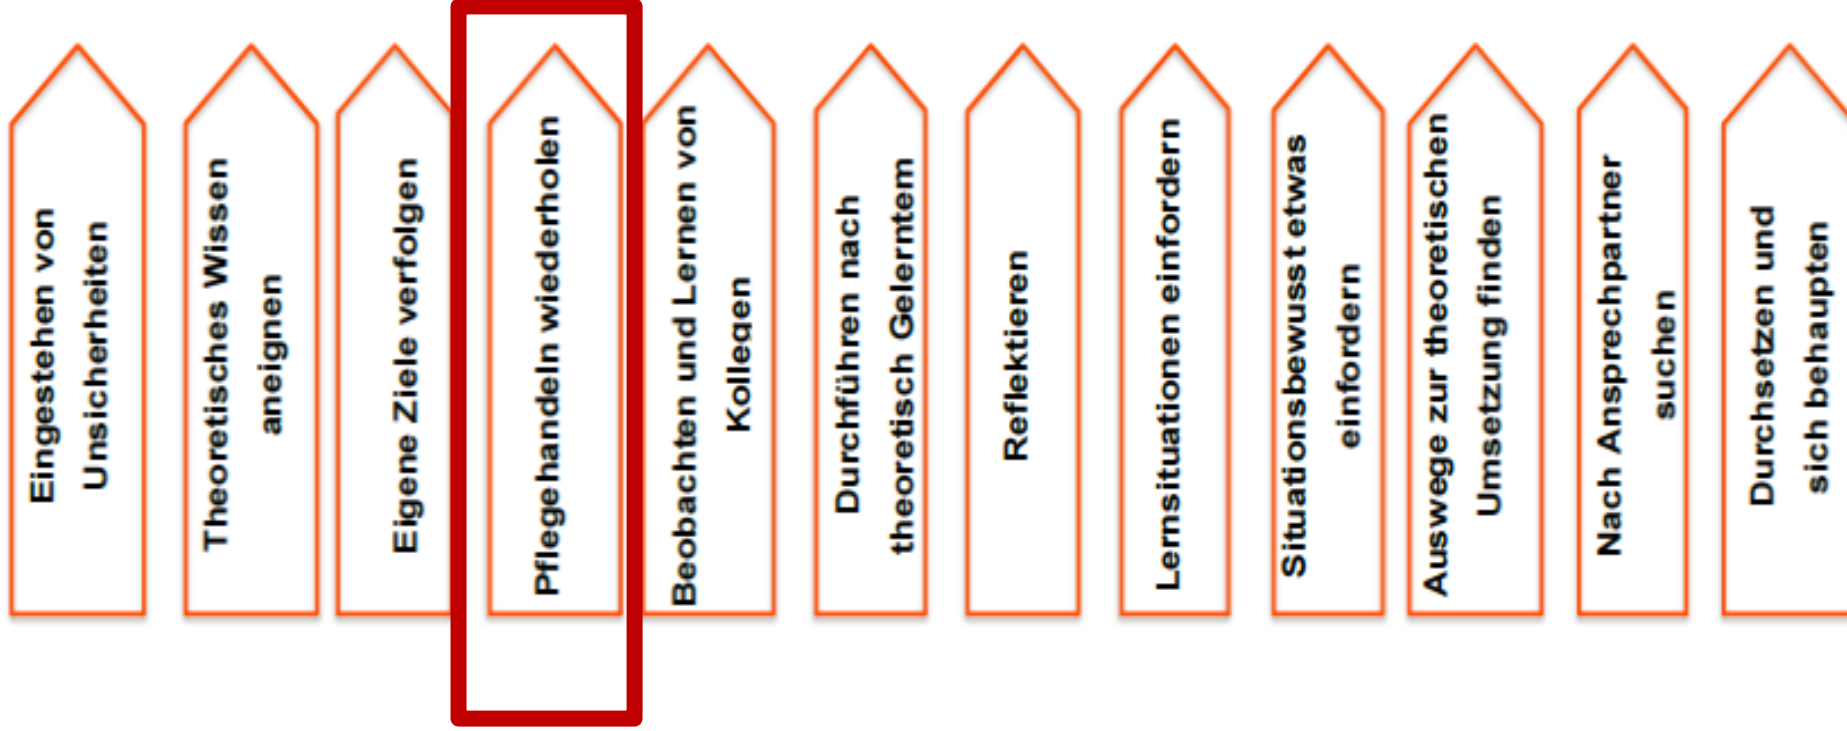 Eingestehen von
Unsicherheiten
Theoretisches Wissen
aneignen
Eigene Ziele verfolgen
Pflegehandeln wiederholen
Beobachten und Lernen von
Kollegen
Durchführen nach
theoretisch Gelerntem
Reflektieren
Lernsituationen einfordern
Situationsbewusst etwas
einfordern
Auswege zur theoretischen
Umsetzung finden
Nach Ansprechpartner
suchen
Durchsetzen und
sich behaupten